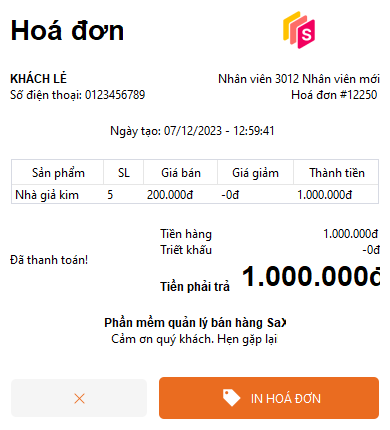 Hoá đơn
S
KHÁCH LẺ
Nhân viên 3012 Nhân viên mới
Số điện thoại: 0123456789
Hoá đơn #12250
Ngày tạo: 07/12/2023 - 12:59:41
Sản phẩm SL Giá bán Giá giảm Thành tiền
Nhà giả kim 5 200.000đ -0đ 1.000.000đ
Tiền hàng 1.000.000đ
Triết khấu -0đ
Đã thanh toán!
Tiền phải trả 1.000.000đ
Phần mềm quản lý bán hàng SaX
Cảm ơn quý khách. Hẹn gặp lại
IN HOÁ ĐƠN